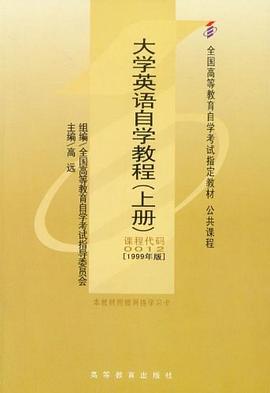 全国高等教育自学考试指定教材 公共课程
大学英语自学教程（上册）
课程代码
0012
[1999年版]
组编/全国高等教育自学考试指导委员会
主编/高 远
本教材附赠网络学习卡
高等教育出版社